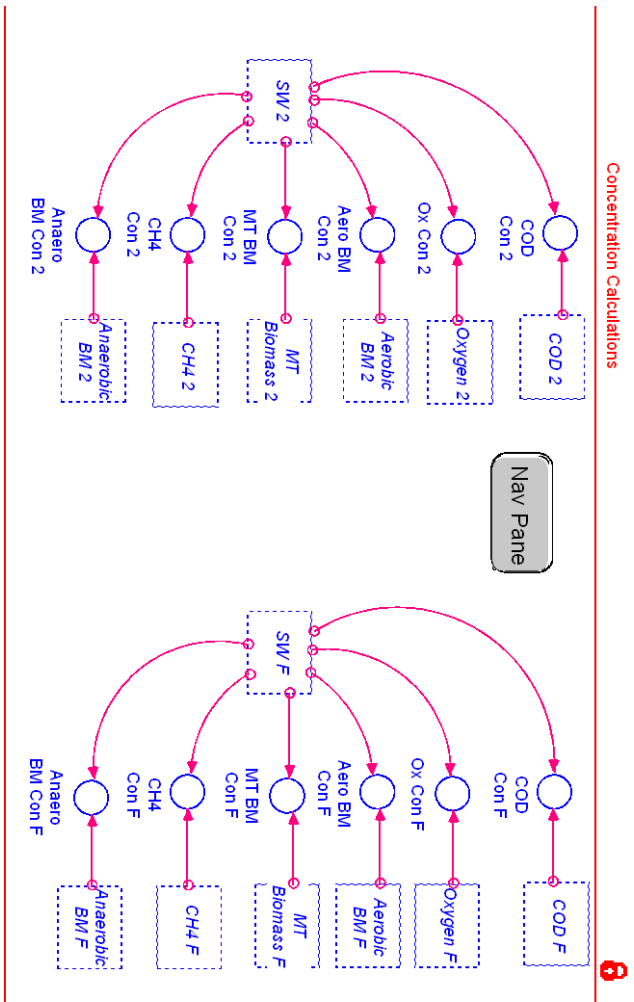 Concentration Calculations
8
COD
Con 2
COD 2
COD
Con F
COD F
Nav Pane
Ox Con 2
Oxygen 2
Ox Con F
Oxygen F
SW 2
Aero BM
Con 2
Aerobic
BM 2
SW F
Aero BM
Con F
Aerobic
BM F
MT BM
Con 2
MT
Biomass 2
MT BM
Con F
MT
Biomass F
CH4
Con 2
CH4 2
CH4
Con F
CH4 F
Anaero
BM Con 2
Anaerobic
BM 2
Anaero
BM Con F
Anaerobic
BM F